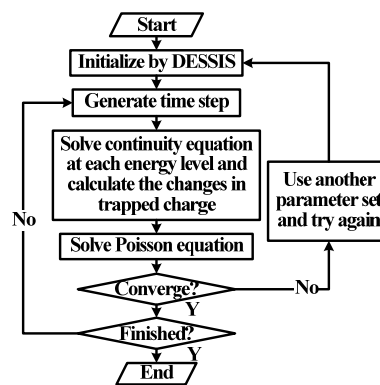 Start
Initialize by DESSIS
Generate time step
Solve continuity equation
at each energy level and
calculate the changes in
trapped charge
Use another
parameter set
and try again
No
Solve Poisson equation
Converge?
No
Y
Finished?
Y
End